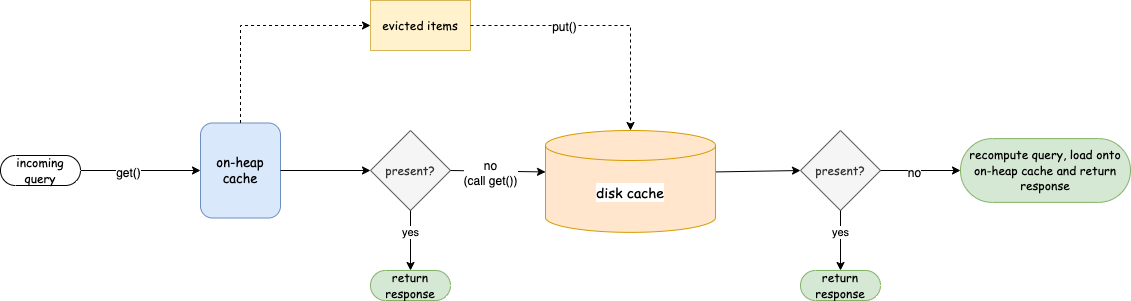 evicted items
put()
incoming
query
get()
on-heap
cache
present?
no
(call get())
disk cache
present?
no
recompute query, load onto
on-heap cache and return
response
yes
yes
return
response
return
response